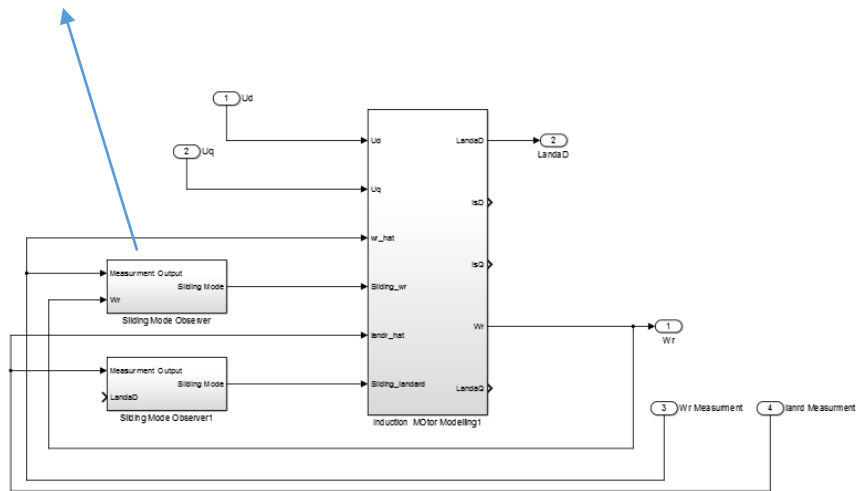 1 Ud
2 Uq
Ud
Uq
wr_hat
Sliding_wr
landr_hat
Sliding_landard
LandaD
IsD
IsQ
Wr
LandaQ
Induction MOtor Modelling1
2
LandaD
1
Wr
Measurment Output
Wr
Sliding Mode
Sliding Mode Observer
Measurment Output
LandaD
Sliding Mode
Sliding Mode Observer1
3 Wr Measurment
4 lanrd Measurment